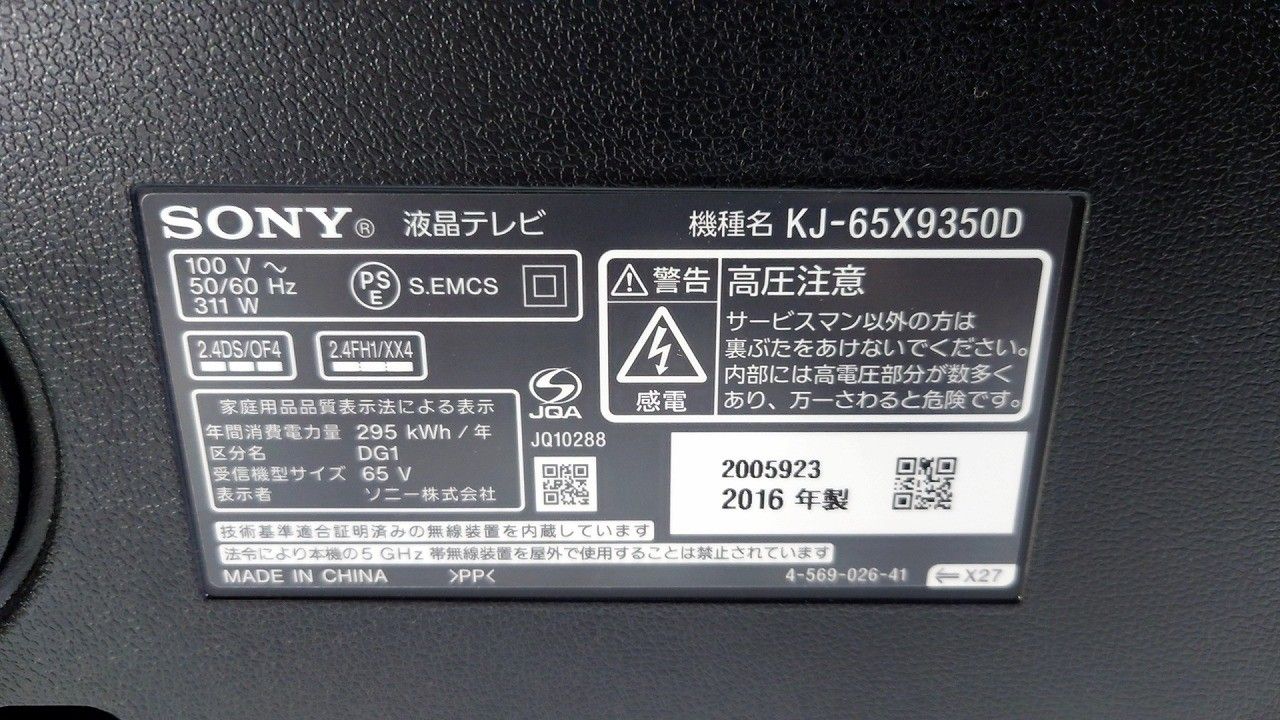 SONY® 液晶テレビ
機種名 KJ-65X9350D
100 V ～
50/60 Hz
311 W
PS
E
S.EMCS
2.4DS/OF4
2.4FH1/XX4
家庭用品品質表示法による表示
年間消費電力量 295 kWh / 年
区分名 DG1
受信機型サイズ 65 V
表示者 ソニー株式会社
JQA
JQ10288
警告
感電
高圧注意
サービスマン以外の方は
裏ぶたをあけないでください。
内部には高電圧部分が数多く
あり、万一さわると危険です。
2005923
2016 年製
技術基準適合証明済みの無線装置を内蔵しています
法令により本機の5 GHz 帯無線装置を屋外で使用することは禁止されています
MADE IN CHINA >PP<
4-569-026-41 ⇐X27